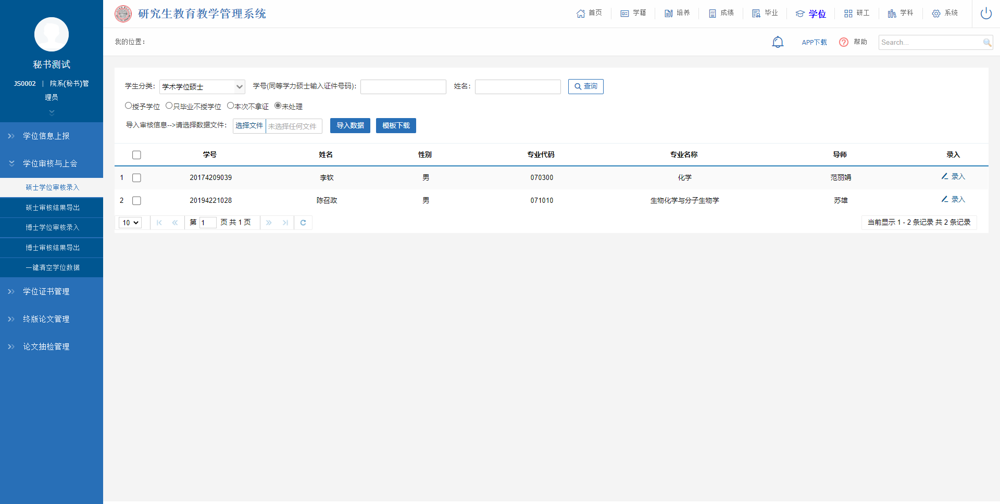 研究生教育教学管理系统
首页 学籍 培养 成绩 毕业 学位 研工 学科 系统
秘书测试
JS0002 | 院系(秘书)管
理员
我的位置：
APP下载 帮助 Search...
学位信息上报
学位审核与上会
硕士学位审核录入
硕士审核结果导出
博士学位审核录入
博士审核结果导出
一键清空学位数据
学位证书管理
终版论文管理
论文抽检管理
学生分类： 学术学位硕士 学号(同等学力硕士输入证件号码)： 姓名： 查询
授予学位 只毕业不授学位 本次不拿证 未处理
导入审核信息-->请选择数据文件： 选择文件 未选择任何文件 导入数据 模板下载
学号 姓名 性别 专业代码 专业名称 导师 录入
1 20174209039 李钦 男 070300 化学 范丽娟 录入
2 20194221028 陈召政 男 071010 生物化学与分子生物学 苏雄 录入
10 第 1 页 共 1 页 当前显示 1 - 2 条记录 共 2 条记录